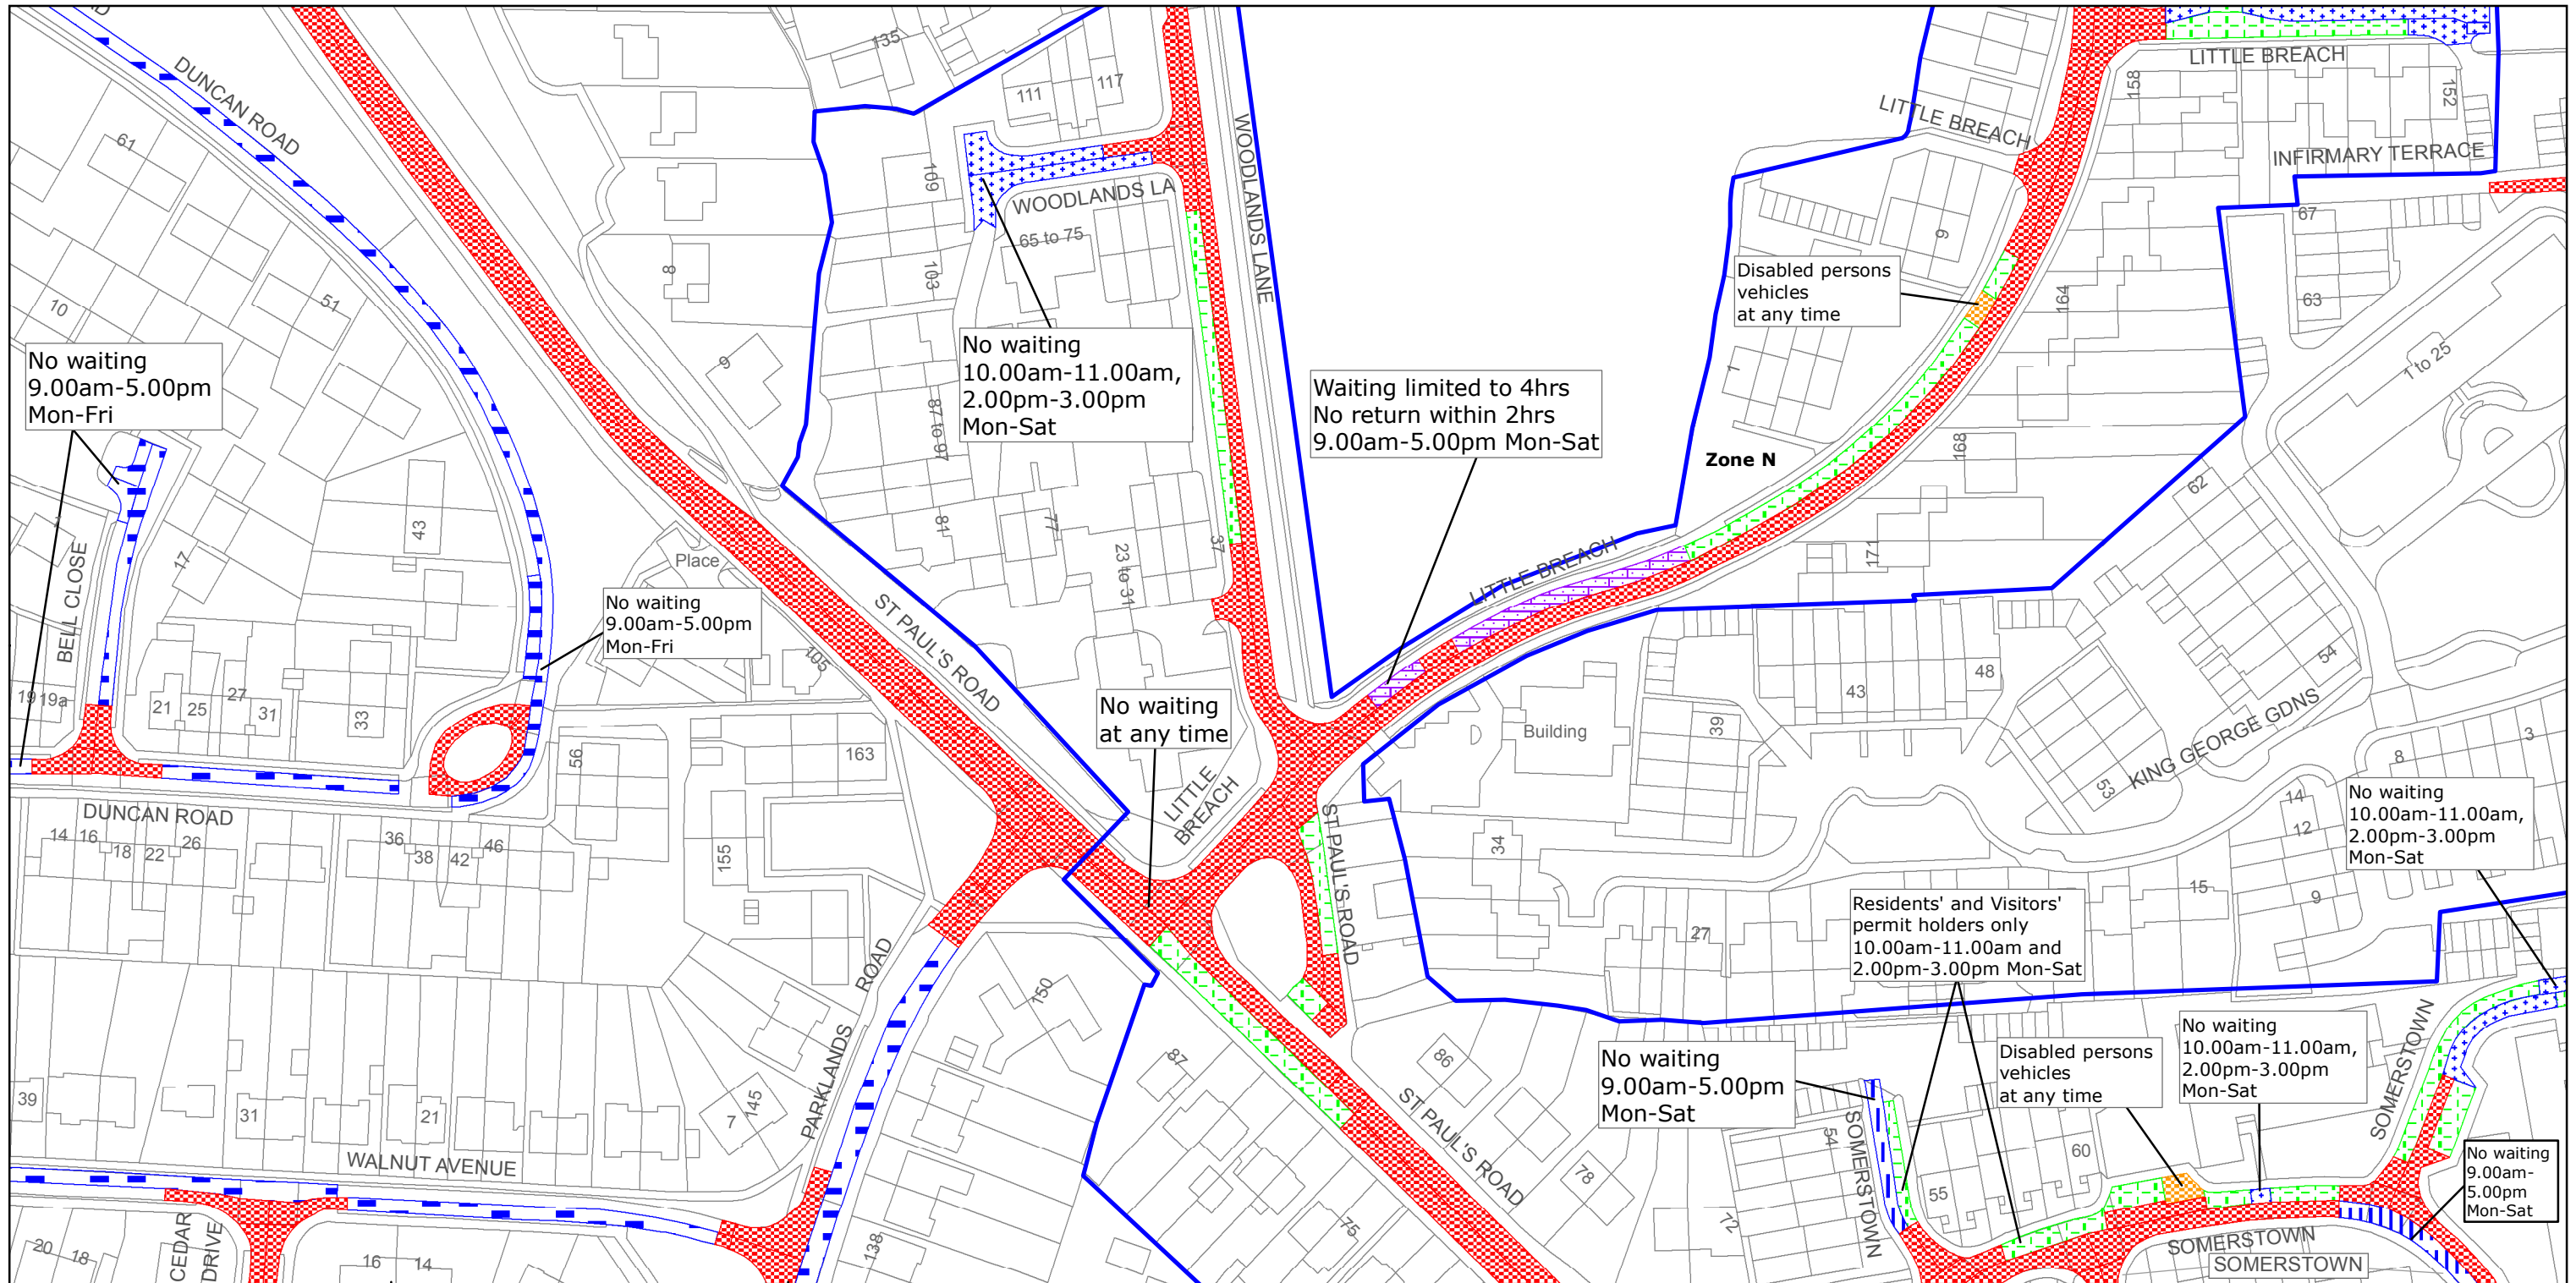 DUNCAN ROAD
135
111
117
WOODLANDS LANE
LITTLE BREACH
158
152
LITTLE BREACH
INFIRMARY TERRACE
61
109
WOODLANDS LA
65 to 75
67
10
51
8
103
9
63
164
Disabled persons
vehicles
at any time
No waiting
9.00am-5.00pm
Mon-Fri
No waiting
10.00am-11.00am,
2.00pm-3.00pm
Mon-Sat
Waiting limited to 4hrs
No return within 2hrs
9.00am-5.00pm Mon-Sat
1 to 25
9
1
87 to 97
168
Zone N
62
43
81
77
37
23 to 31
171
17
Place
LITTLE BREACH
BELL CLOSE
No waiting
9.00am-5.00pm
Mon-Fri
ST PAUL'S ROAD
105
54
19
19a
21
25
27
31
33
43
48
39
Building
No waiting
at any time
56
163
KING GEORGE GDNS
53
8
3
LITTLE
BREACH
DUNCAN ROAD
14
16
18
22
26
36
38
42
46
155
ST PAUL'S ROAD
34
14
12
No waiting
10.00am-11.00am,
2.00pm-3.00pm
Mon-Sat
15
9
27
Residents' and Visitors'
permit holders only
10.00am-11.00am and
2.00pm-3.00pm Mon-Sat
PARKLANDS ROAD
150
87
86
39
31
21
7
145
SOMERSTOWN
No waiting
9.00am-5.00pm
Mon-Sat
Disabled persons
vehicles
at any time
No waiting
10.00am-11.00am,
2.00pm-3.00pm
Mon-Sat
ST PAUL'S ROAD
78
54
SOMERSTOWN
60
55
No waiting
9.00am-
5.00pm
Mon-Sat
WALNUT AVENUE
CEDAR
DRIVE
20
18
16
14
138
75
72
SOMERSTOWN
SOMERSTOWN